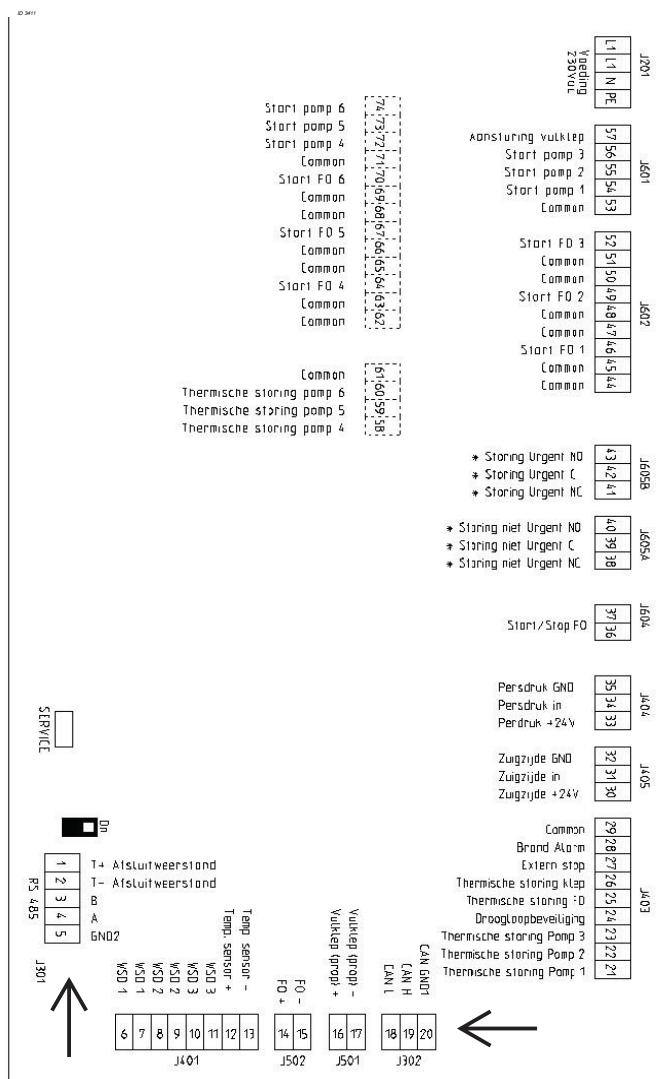 ID 3411
L1
L1
N
PE
J201
Voeding
230Vac
Aansturing vulklep 57
Start pomp 3 56
Start pomp 2 55
Start pomp 1 54
Common 53
J601
Start pomp 6 74
Start pomp 5 73
Start pomp 4 72
Common 71
Start FO 6 70
Common 69
Common 68
Start FO 5 67
Common 66
Common 65
Start FO 4 64
Common 63
Common 62
Start FO 3 52
Common 51
Common 50
Start FO 2 49
Common 48
Common 47
Start FO 1 46
Common 45
Common 44
J602
Common 61
Thermische storing pomp 6 60
Thermische storing pomp 5 59
Thermische storing pomp 4 58
* Storing Urgent NO 43
* Storing Urgent C 42
* Storing Urgent NC 41
J605B
* Storing niet Urgent NO 40
* Storing niet Urgent C 39
* Storing niet Urgent NC 38
J605A
37
Start/Stop FO 36
J604
Persdruk GND 35
Persdruk in 34
Perdruk +24V 33
J404
Zuigzijde GND 32
Zuigzijde in 31
Zuigzijde +24V 30
J405
Common 29
Brand Alarm 28
Extern stop 27
Thermische storing klep 26
Thermische storing FO 25
Droogloopbeveiliging 24
Thermische storing Pomp 3 23
Thermische storing Pomp 2 22
Thermische storing Pomp 1 21
J403
SERVICE
On
1 T+ Afsluitweerstand
2 T- Afsluitweerstand
3 B
4 A
5 GND2
RS 485
J301
WSD 1
WSD 1
WSD 2
WSD 2
WSD 3
WSD 3
Temp. sensor +
Temp. sensor -
6 7 8 9 10 11 12 13
J401
FO +
FO -
14 15
J502
Vulklep (prop) +
Vulklep (prop) -
16 17
J501
CAN L
CAN H
CAN GND1
18 19 20
J302